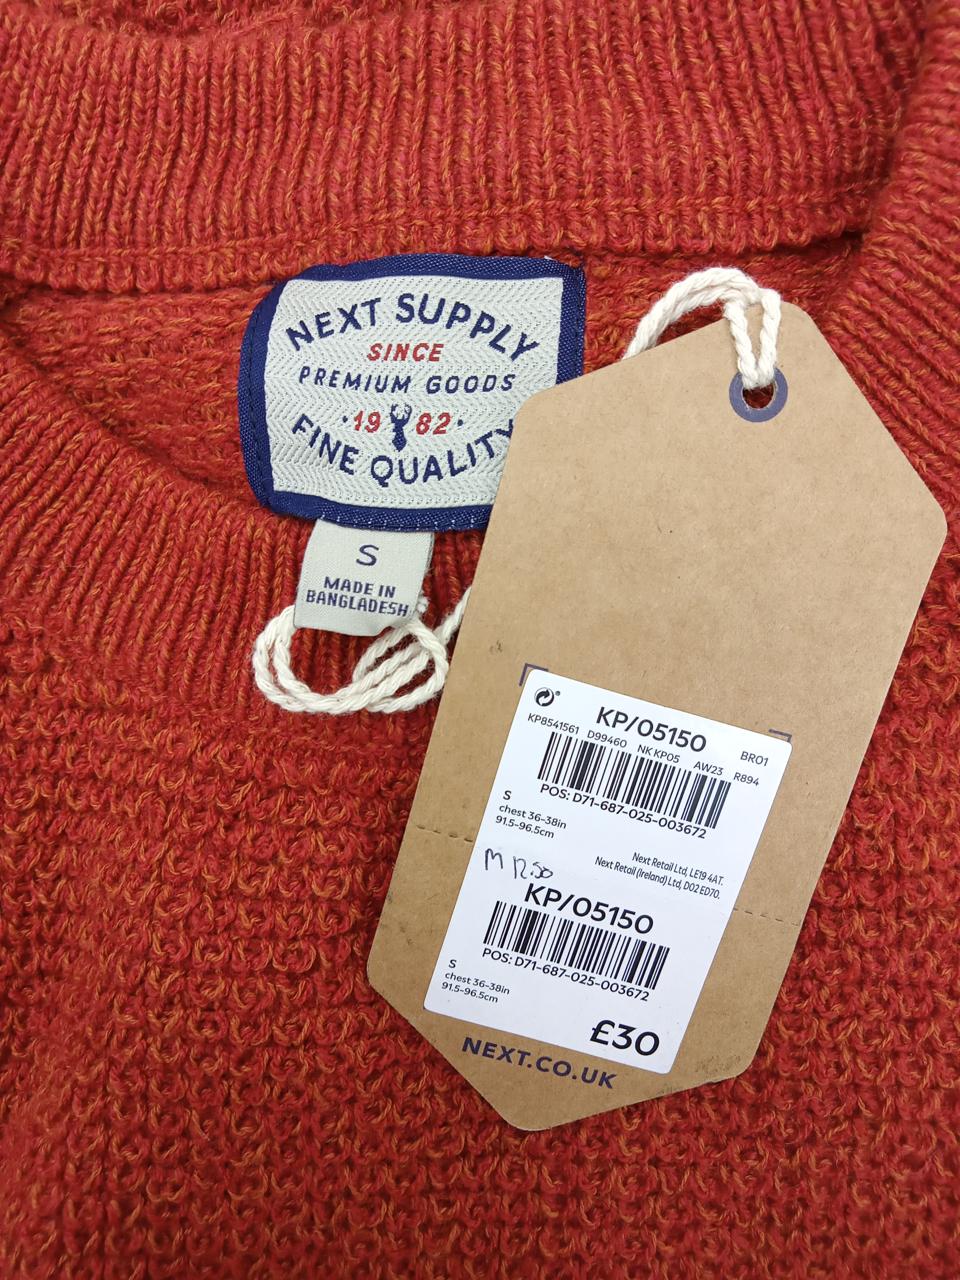 NEXT SUPPLY
SINCE
PREMIUM GOODS
·19 82·
FINE QUALITY
S
MADE IN
BANGLADESH
KP/05150
BR01
KP8541561 D99460 NK KP05 AW23 R894
POS: D71-687-025-003672
S
chest 36-38in
91.5-96.5cm
Next Retail Ltd, LE19 4AT.
Next Retail (Ireland) Ltd, D02 ED70.
M 12.50
KP/05150
POS: D71-687-025-003672
S
chest 36-38in
91.5-96.5cm
£30
NEXT.CO.UK